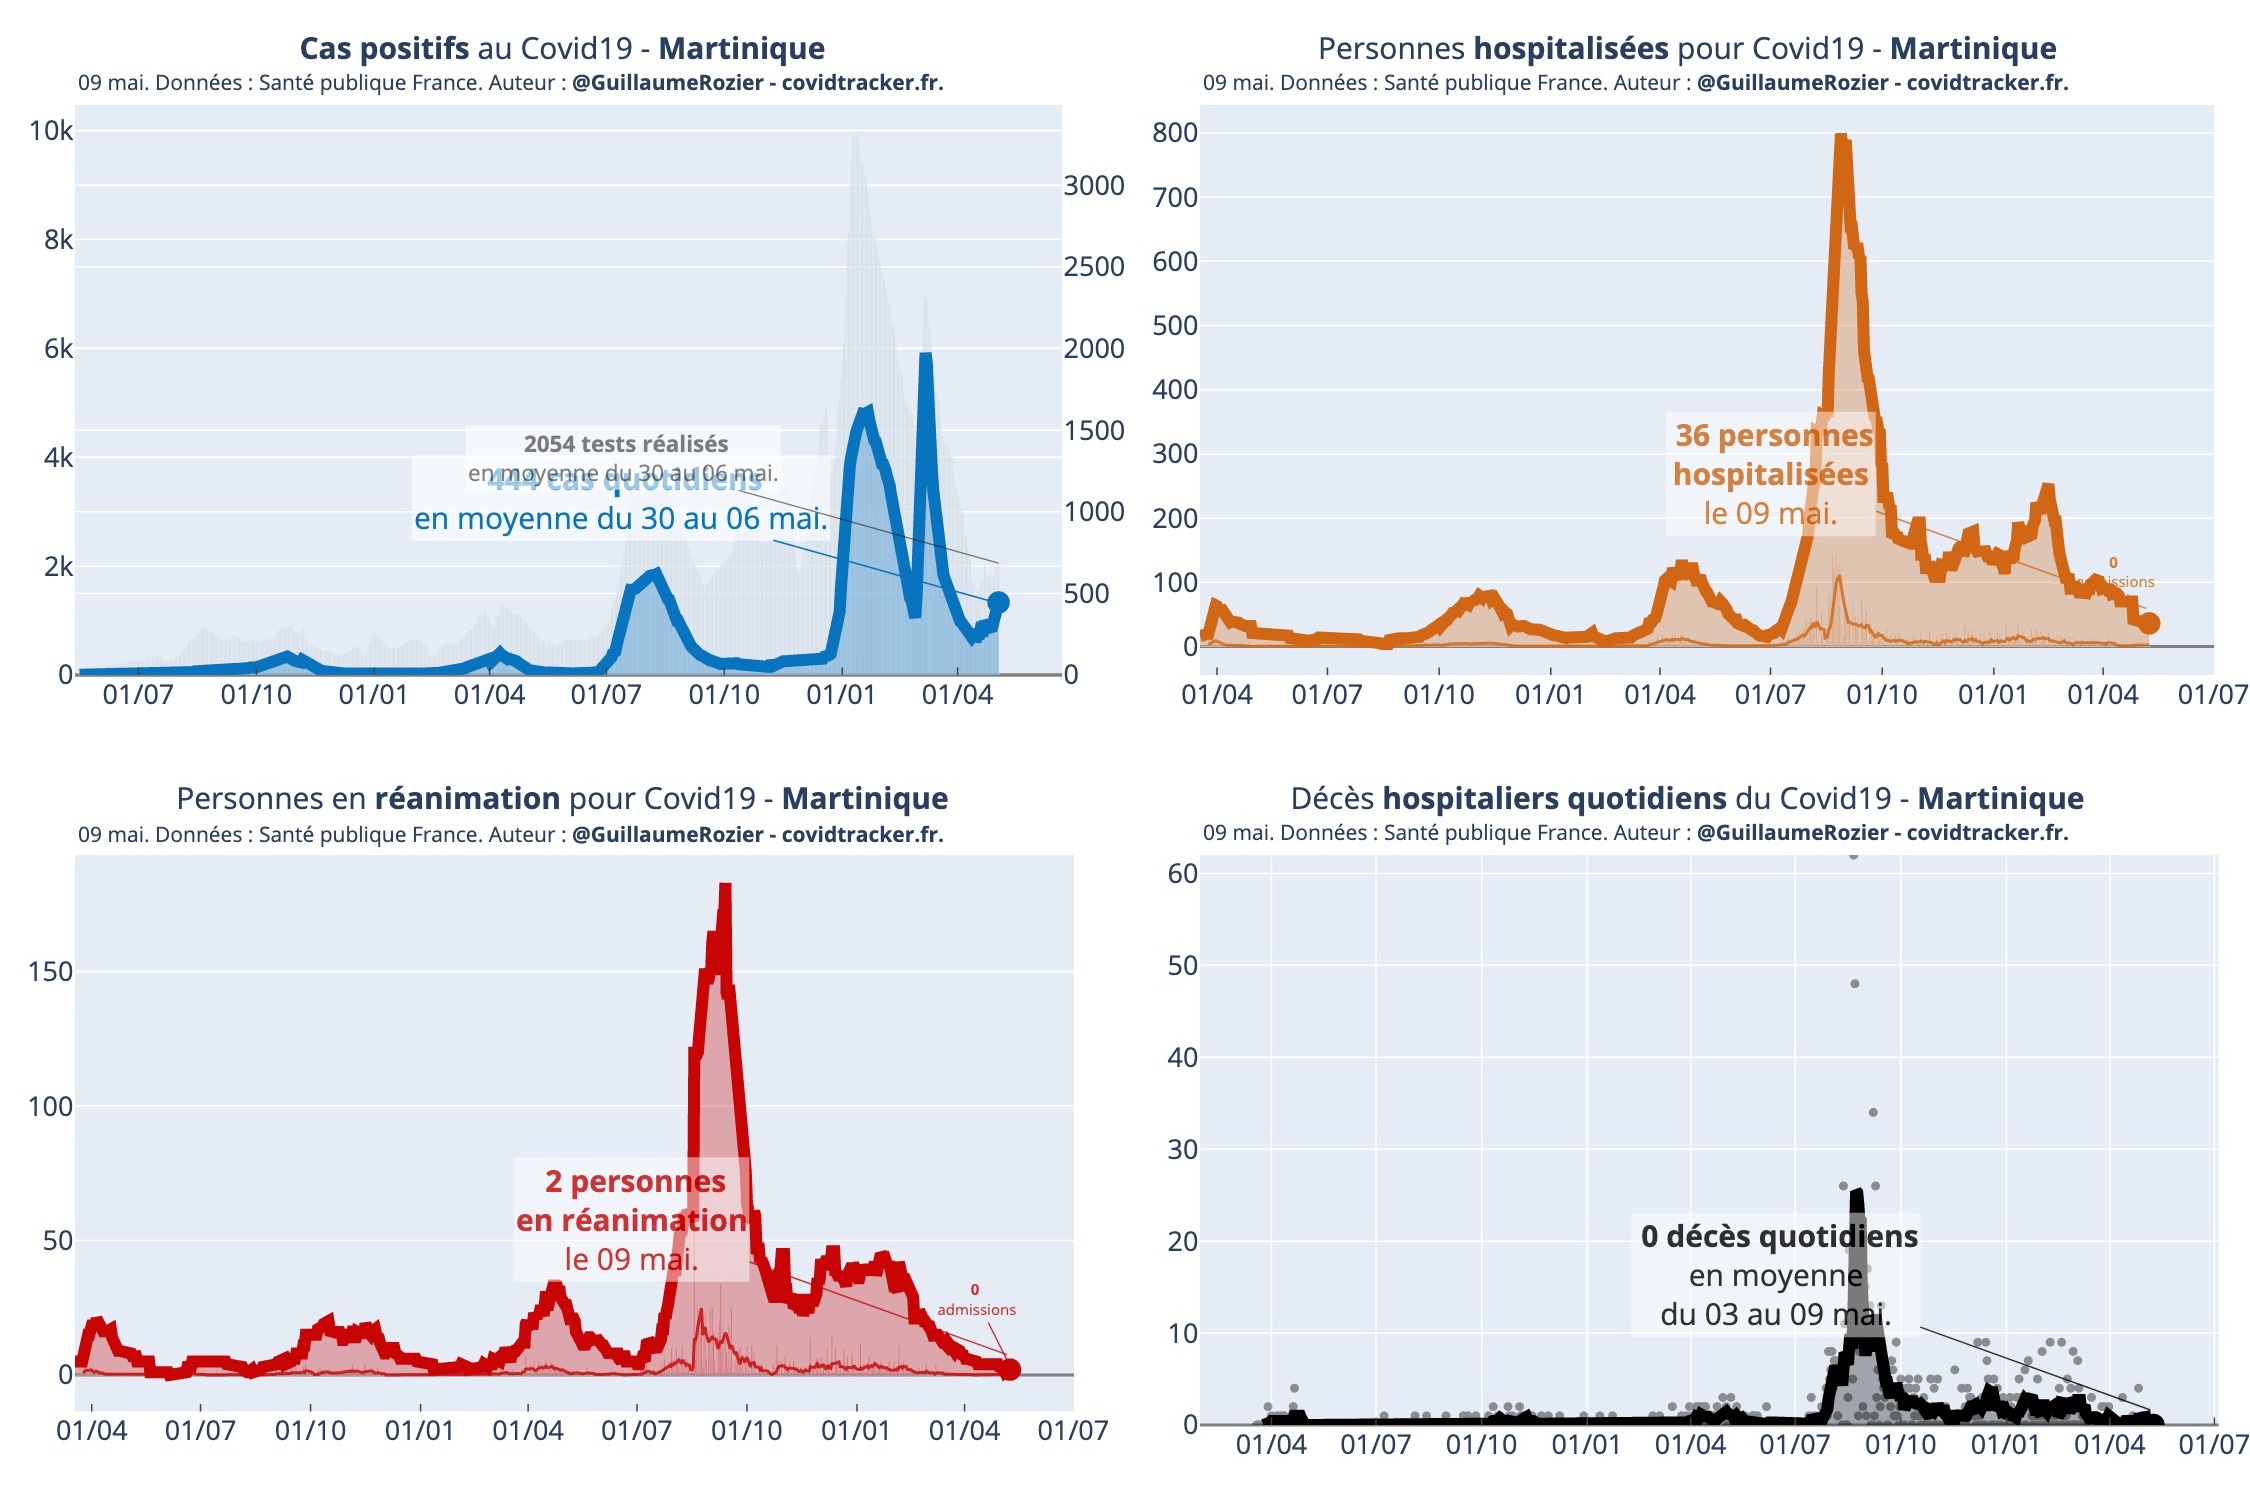 Cas positifs au Covid19 - Martinique
09 mai. Données : Santé publique France. Auteur : @GuillaumeRozier - covidtracker.fr.
10k
8k
6k
4k
2k
0
3000
2500
2000
1500
1000
500
0
2054 tests réalisés
en moyenne du 30 au 06 mai.
444 cas quotidiens
en moyenne du 30 au 06 mai.
01/07 01/10 01/01 01/04 01/07 01/10 01/01 01/04
Personnes hospitalisées pour Covid19 - Martinique
09 mai. Données : Santé publique France. Auteur : @GuillaumeRozier - covidtracker.fr.
800
700
600
500
400
300
200
100
0
36 personnes
hospitalisées
le 09 mai.
0
admissions
01/04 01/07 01/10 01/01 01/04 01/07 01/10 01/01 01/04 01/07
Personnes en réanimation pour Covid19 - Martinique
09 mai. Données : Santé publique France. Auteur : @GuillaumeRozier - covidtracker.fr.
150
100
50
0
2 personnes
en réanimation
le 09 mai.
0
admissions
01/04 01/07 01/10 01/01 01/04 01/07 01/10 01/01 01/04 01/07
Décès hospitaliers quotidiens du Covid19 - Martinique
09 mai. Données : Santé publique France. Auteur : @GuillaumeRozier - covidtracker.fr.
60
50
40
30
20
10
0
0 décès quotidiens
en moyenne
du 03 au 09 mai.
01/04 01/07 01/10 01/01 01/04 01/07 01/10 01/01 01/04 01/07